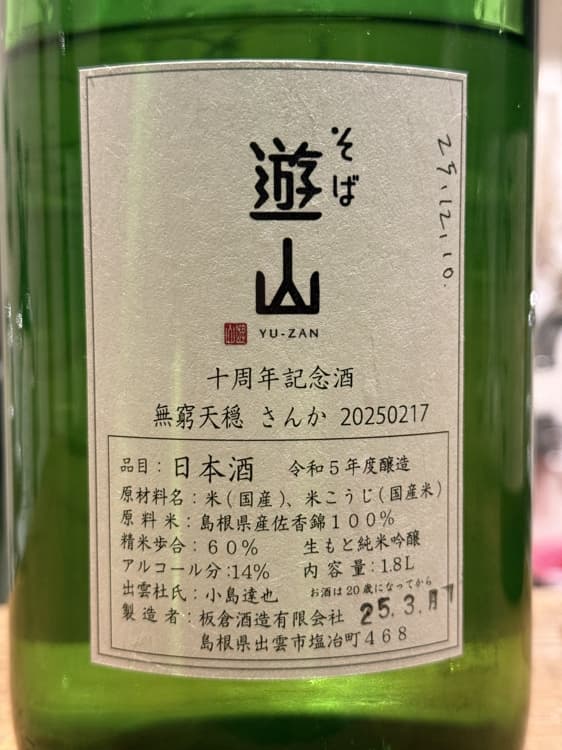 そば
遊山
YU-ZAN
25.12.10.
十周年記念酒
無窮天穏 さんか 20250217
品目：日本酒 令和５年度醸造
原材料名：米(国産)、米こうじ(国産米)
原料米：島根県産佐香錦１００％
精米歩合：６０％ 生もと純米吟醸
アルコール分：14% 内容量：1.8L
出雲杜氏：小島達也 お酒は20歳になってから
製造者：板倉酒造有限会社 25.3.月
島根県出雲市塩冶町４６８